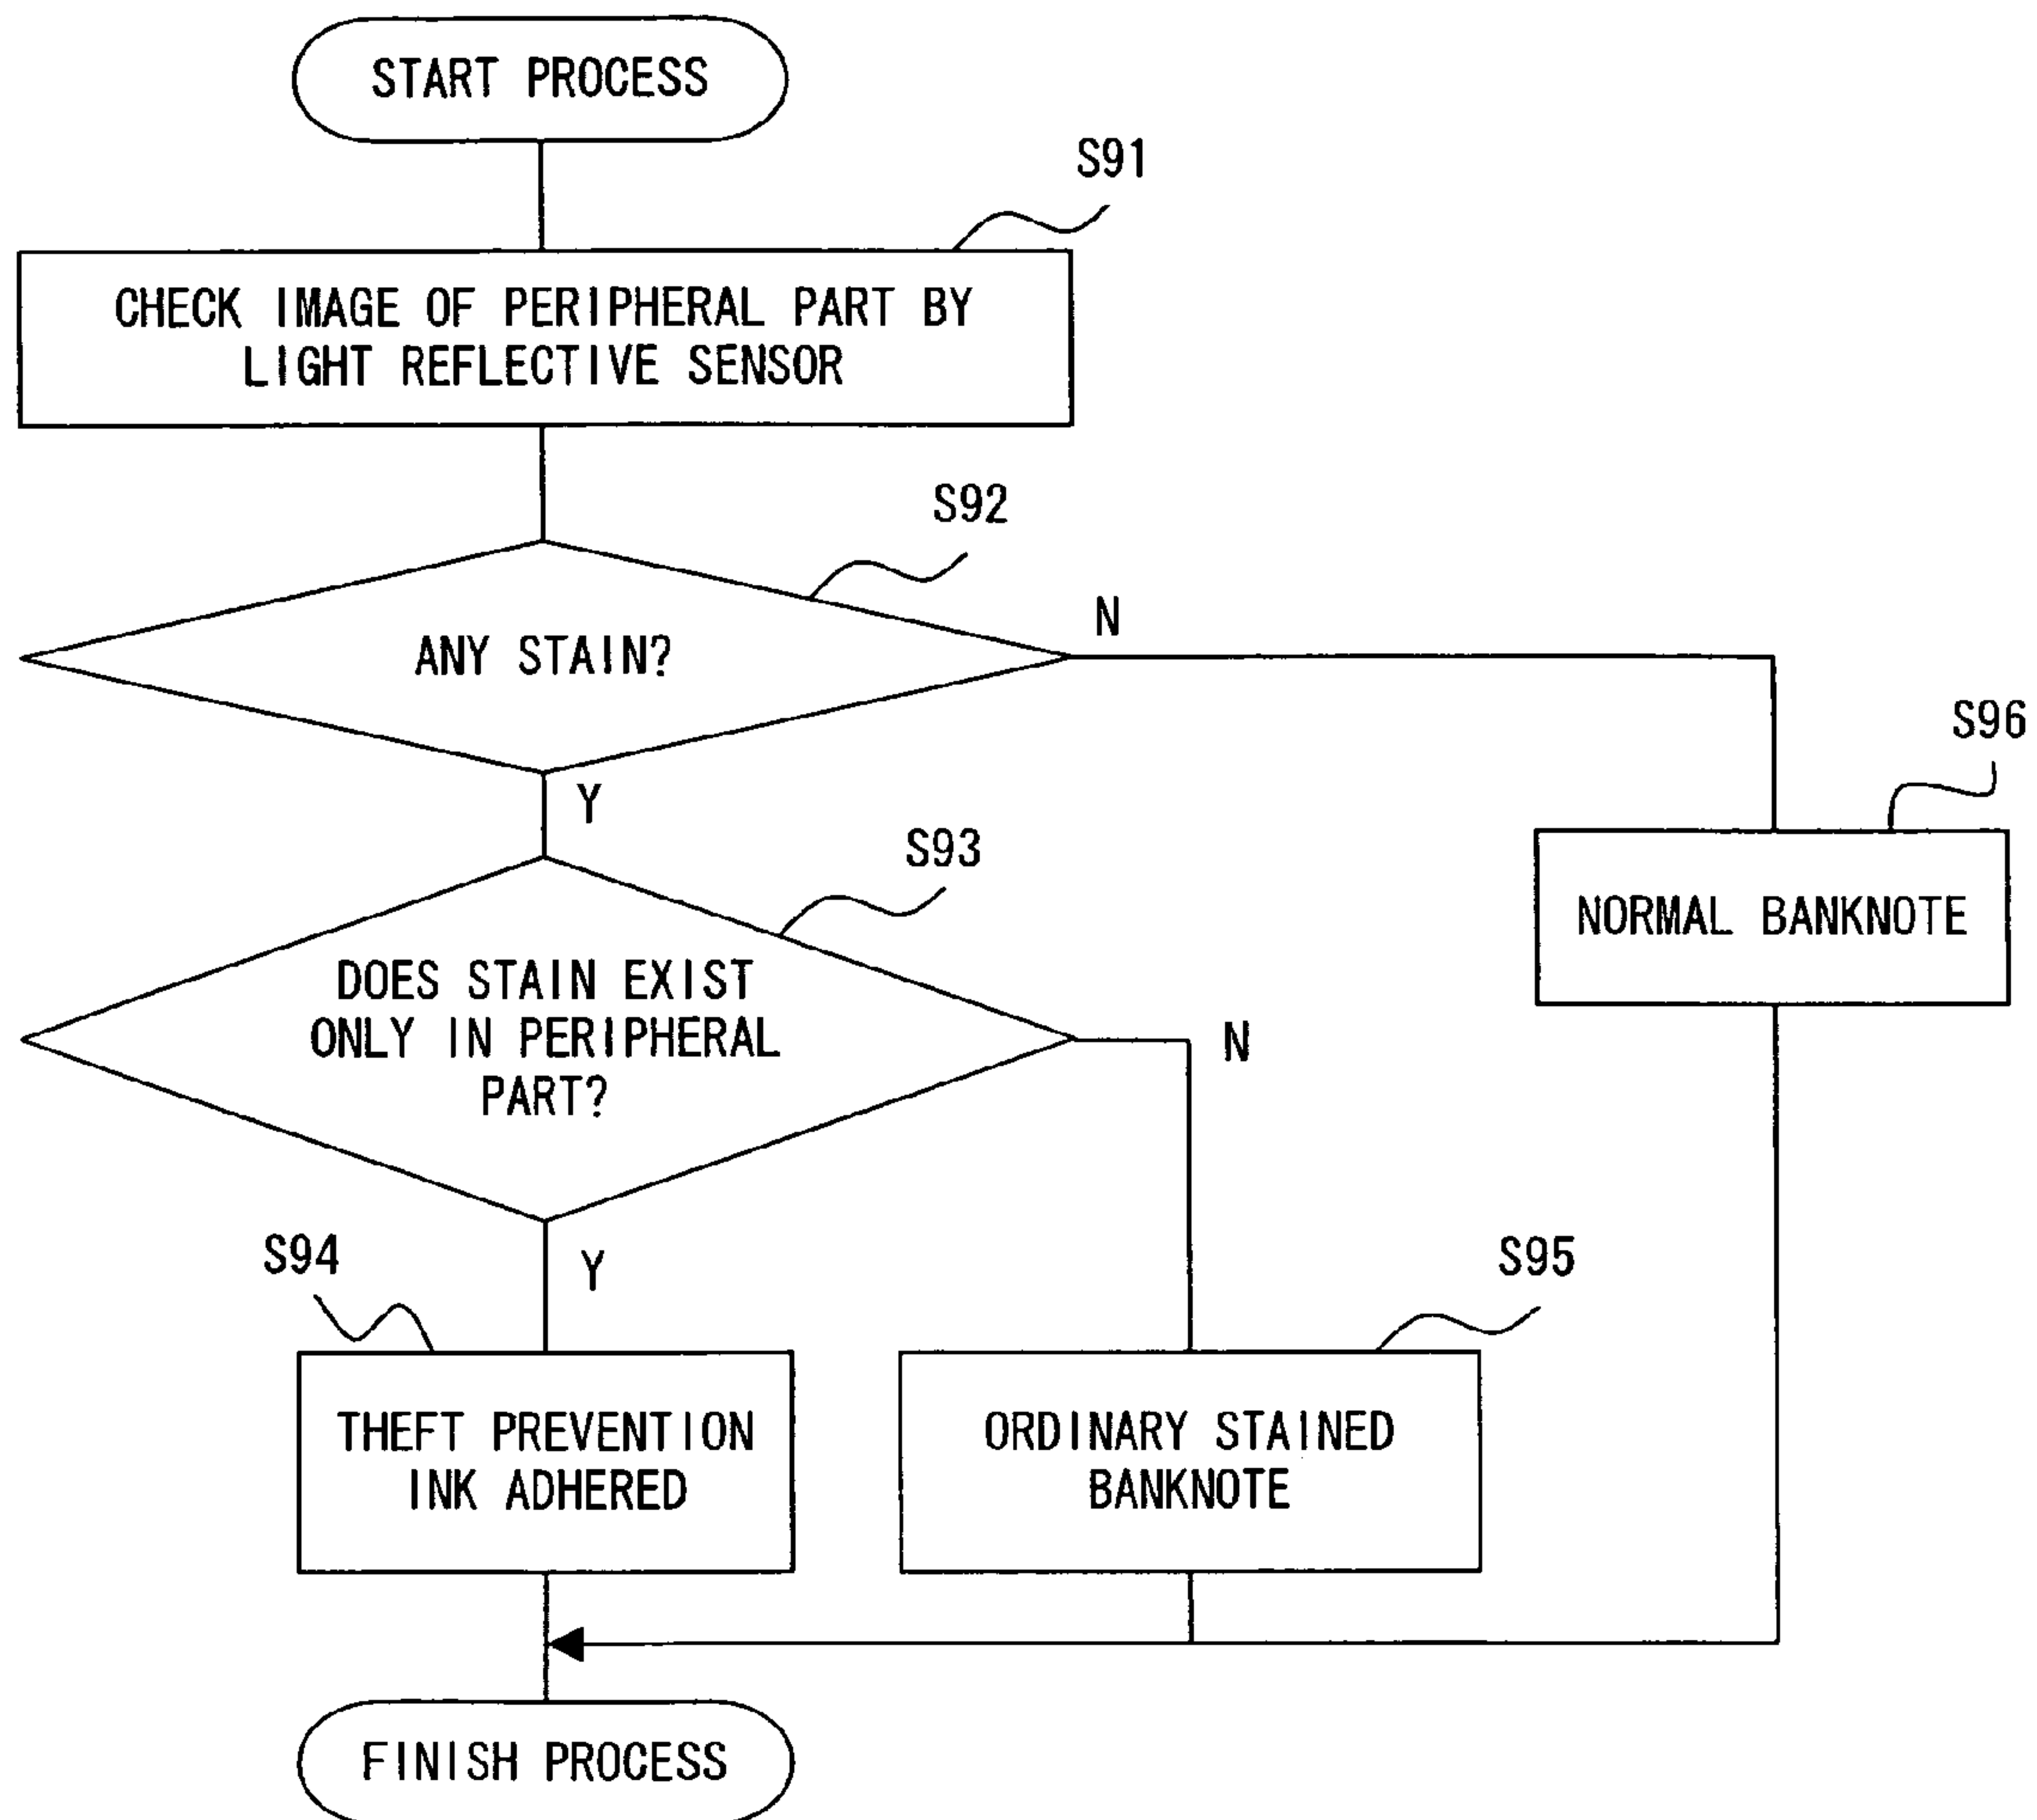 START PROCESS
S91
CHECK IMAGE OF PERIPHERAL PART BY
LIGHT REFLECTIVE SENSOR
S92
ANY STAIN?
N
Y
S96
NORMAL BANKNOTE
S93
DOES STAIN EXIST
ONLY IN PERIPHERAL
PART?
N
Y
S94
THEFT PREVENTION
INK ADHERED
S95
ORDINARY STAINED
BANKNOTE
FINISH PROCESS